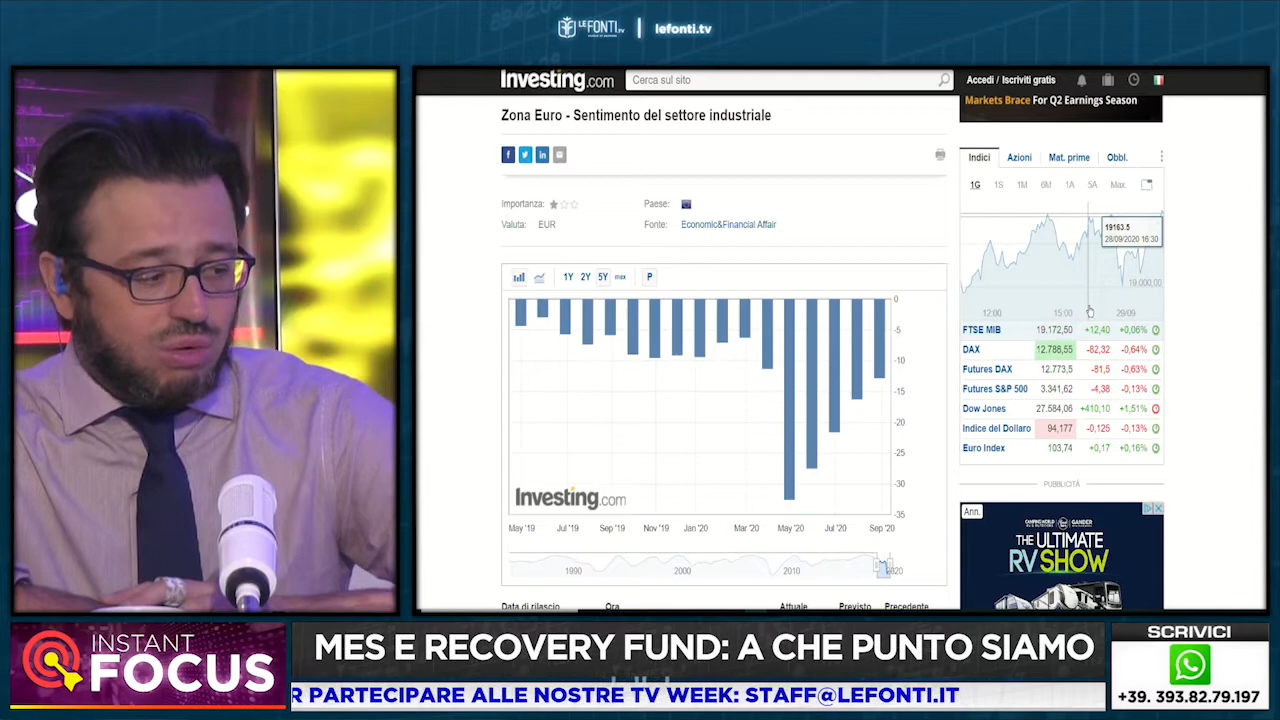 LE FONTI TV | lefonti.tv
Investing.com
Cerca sul sito
Accedi / Iscriviti gratis
Markets Brace For Q2 Earnings Season
Zona Euro - Sentimento del settore industriale
Importanza:
Paese:
Valuta: EUR
Fonte: Economic&Financial Affair
1Y 2Y 5Y max P
0
-5
-10
-15
-20
-25
-30
-35
Investing.com
May '19 Jul '19 Sep '19 Nov '19 Jan '20 Mar '20 May '20 Jul '20 Sep '20
1990 2000 2010 2020
Data di rilascio Ora Attuale Previsto Precedente
Indici Azioni Mat. prime Obbl.
1G 1S 1M 6M 1A 5A Max.
19163.5
28/09/2020 16:30
19.000,00
12:00 15:00 29/09
FTSE MIB 19.172,50 +12,40 +0,06%
DAX 12.788,55 -82,32 -0,64%
Futures DAX 12.773,5 -81,5 -0,63%
Futures S&P 500 3.341,62 -4,38 -0,13%
Dow Jones 27.584,06 +410,10 +1,51%
Indice del Dollaro 94,177 -0,125 -0,13%
Euro Index 103,74 +0,17 +0,16%
PUBBLICITÀ
Ann.
CAMPING WORLD GANDER
THE ULTIMATE
RV SHOW
INSTANT
FOCUS
MES E RECOVERY FUND: A CHE PUNTO SIAMO
R PARTECIPARE ALLE NOSTRE TV WEEK: STAFF@LEFONTI.IT
SCRIVICI
+39. 393.82.79.197